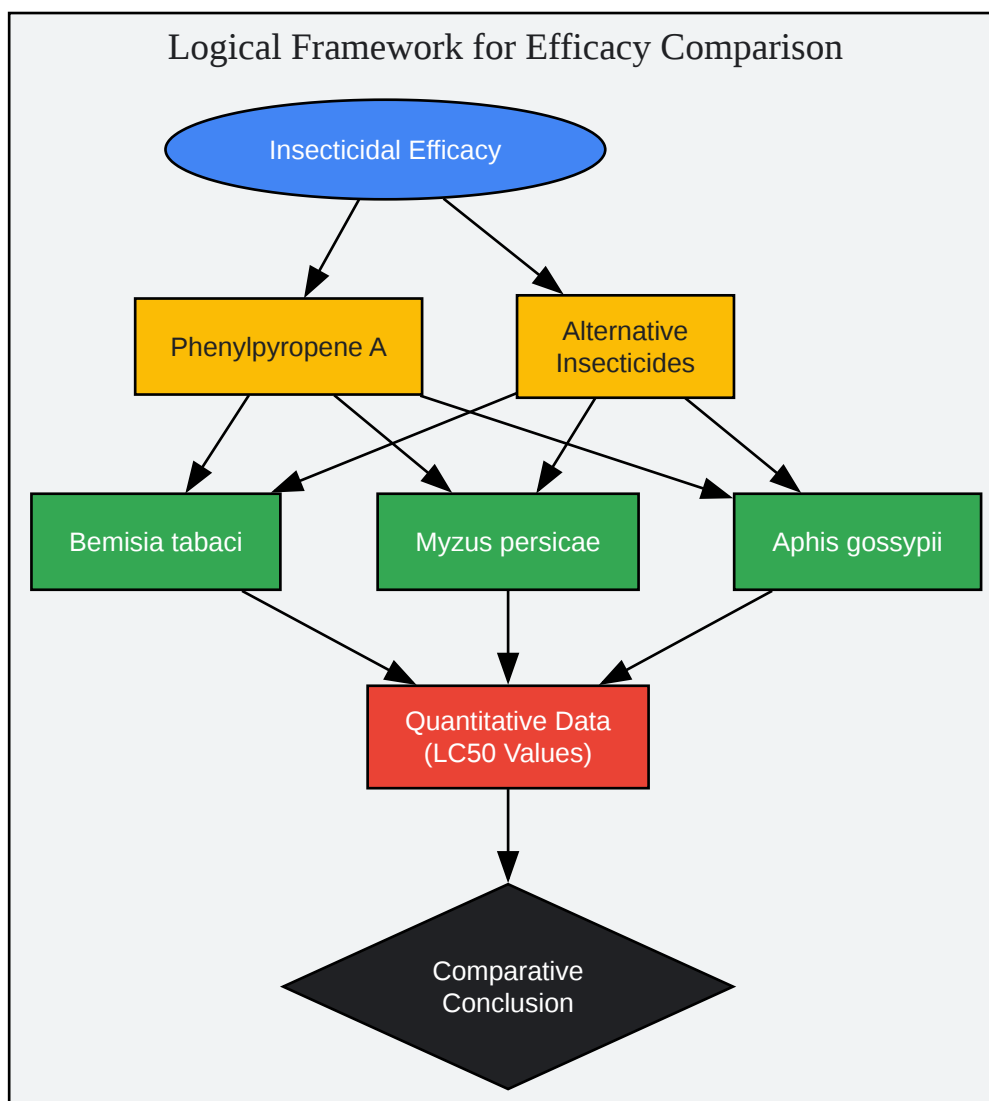 Logical Framework for Efficacy Comparison
Insecticidal Efficacy
Phenylpyropene A
Alternative
Insecticides
Bemisia tabaci
Myzus persicae
Aphis gossypii
Quantitative Data
(LC50 Values)
Comparative
Conclusion